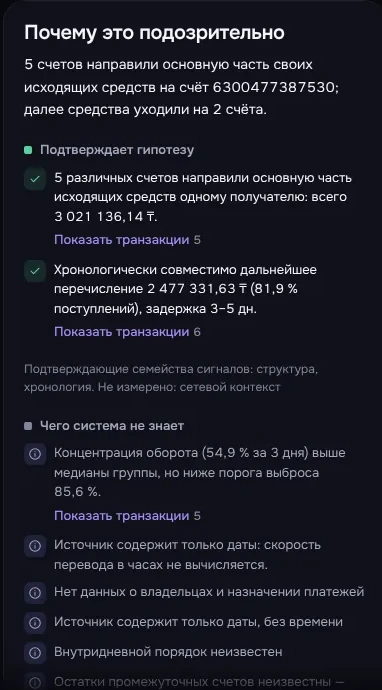 Почему это подозрительно
5 счетов направили основную часть своих
исходящих средств на счёт 6300477387530;
далее средства уходили на 2 счёта.
Подтверждает гипотезу
5 различных счетов направили основную часть
исходящих средств одному получателю: всего
3 021 136,14 ₸.
Показать транзакции 5
Хронологически совместимо дальнейшее
перечисление 2 477 331,63 ₸ (81,9 %
поступлений), задержка 3–5 дн.
Показать транзакции 6
Подтверждающие семейства сигналов: структура,
хронология. Не измерено: сетевой контекст
Чего система не знает
Концентрация оборота (54,9 % за 3 дня) выше
медианы группы, но ниже порога выброса
85,6 %.
Показать транзакции 5
Источник содержит только даты: скорость
перевода в часах не вычисляется.
Нет данных о владельцах и назначении платежей
Источник содержит только даты, без времени
Внутридневной порядок неизвестен
Остатки промежуточных счетов неизвестны —